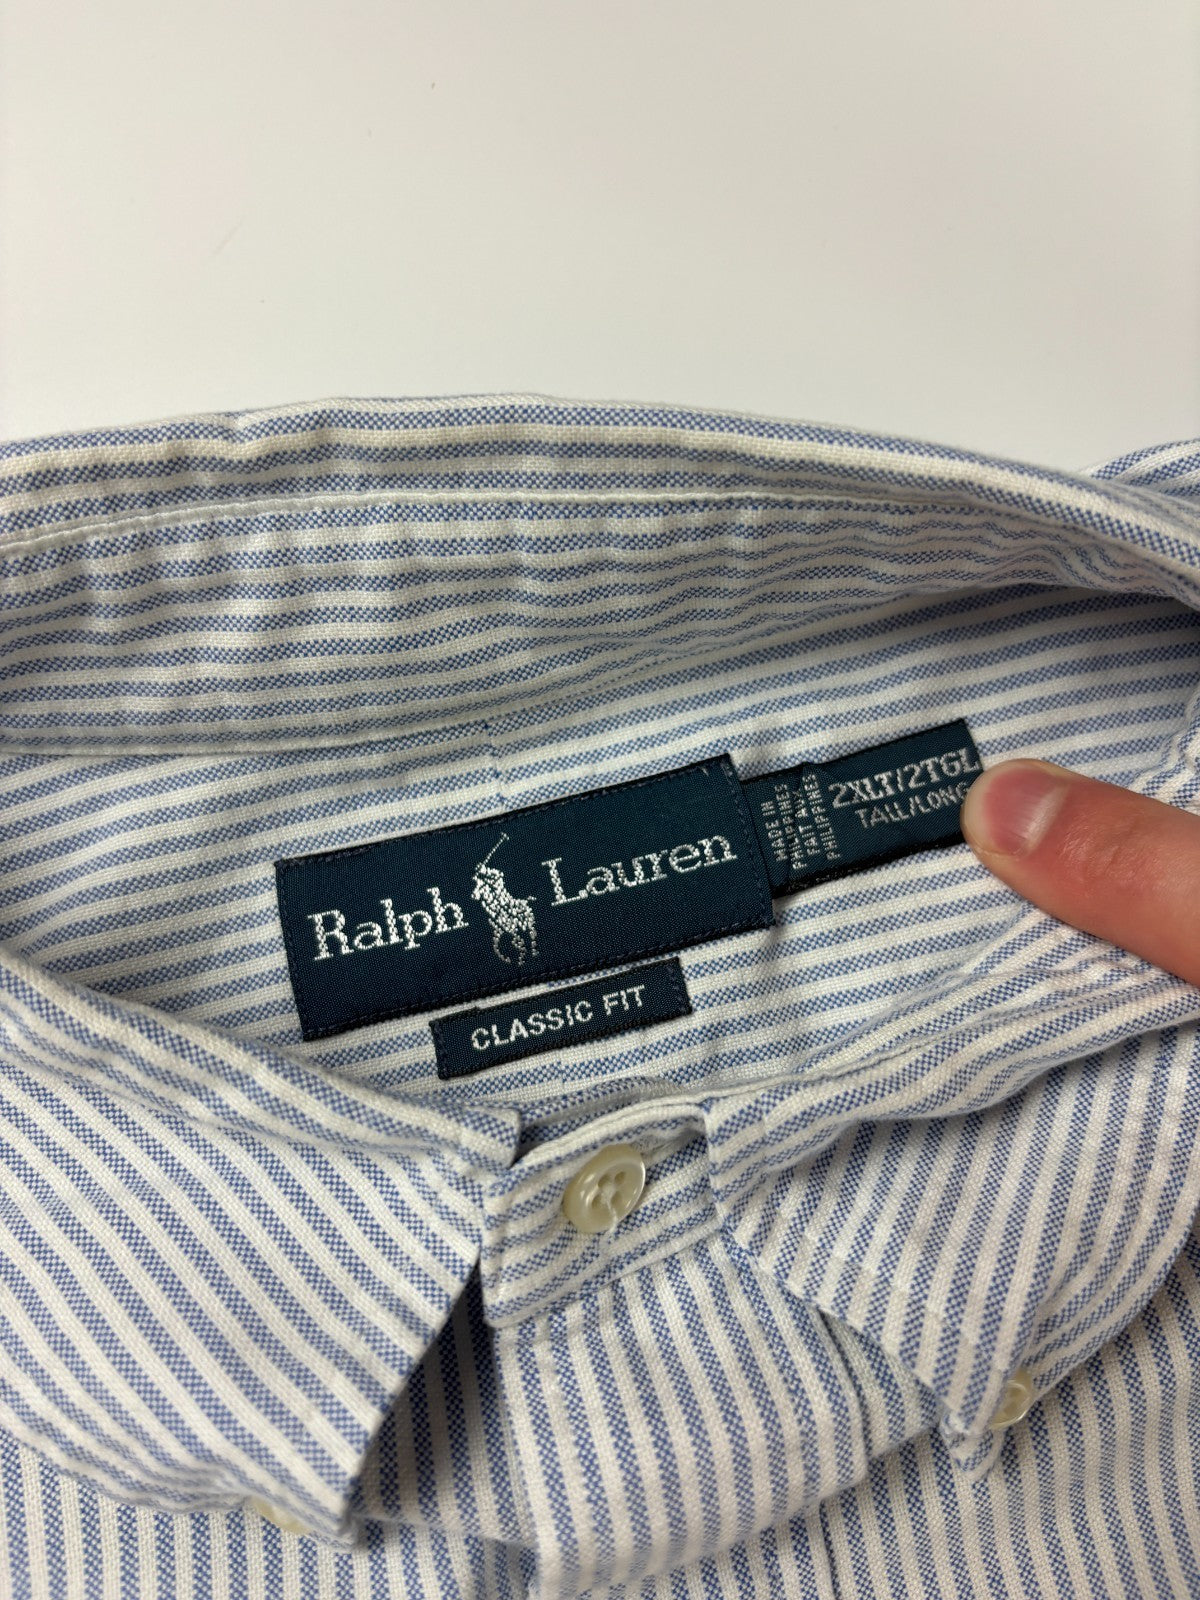 Ralph Lauren
CLASSIC FIT
MADE IN
PHILIPPINES
FAIT AUX
PHILIPPINES
2XLT/2TGL
TALL/LONG